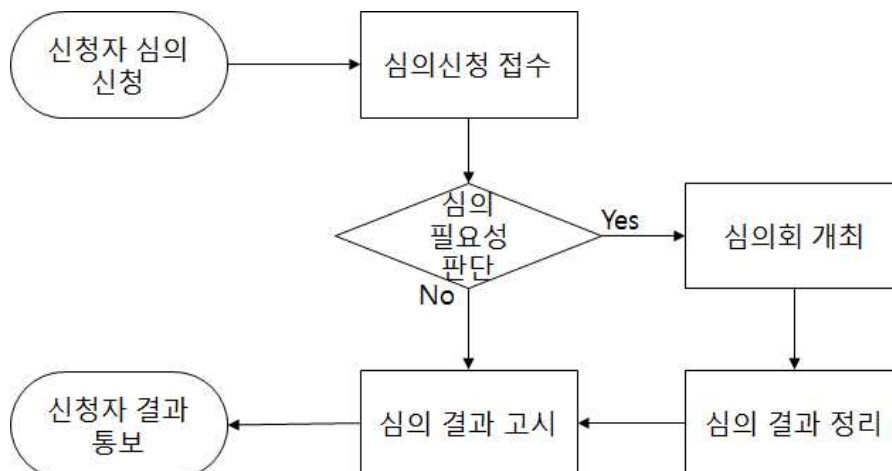 신청자 심의
신청
심의신청 접수
심의
필요성
판단
Yes
심의회 개최
No
신청자 결과
통보
심의 결과 고시
심의 결과 정리